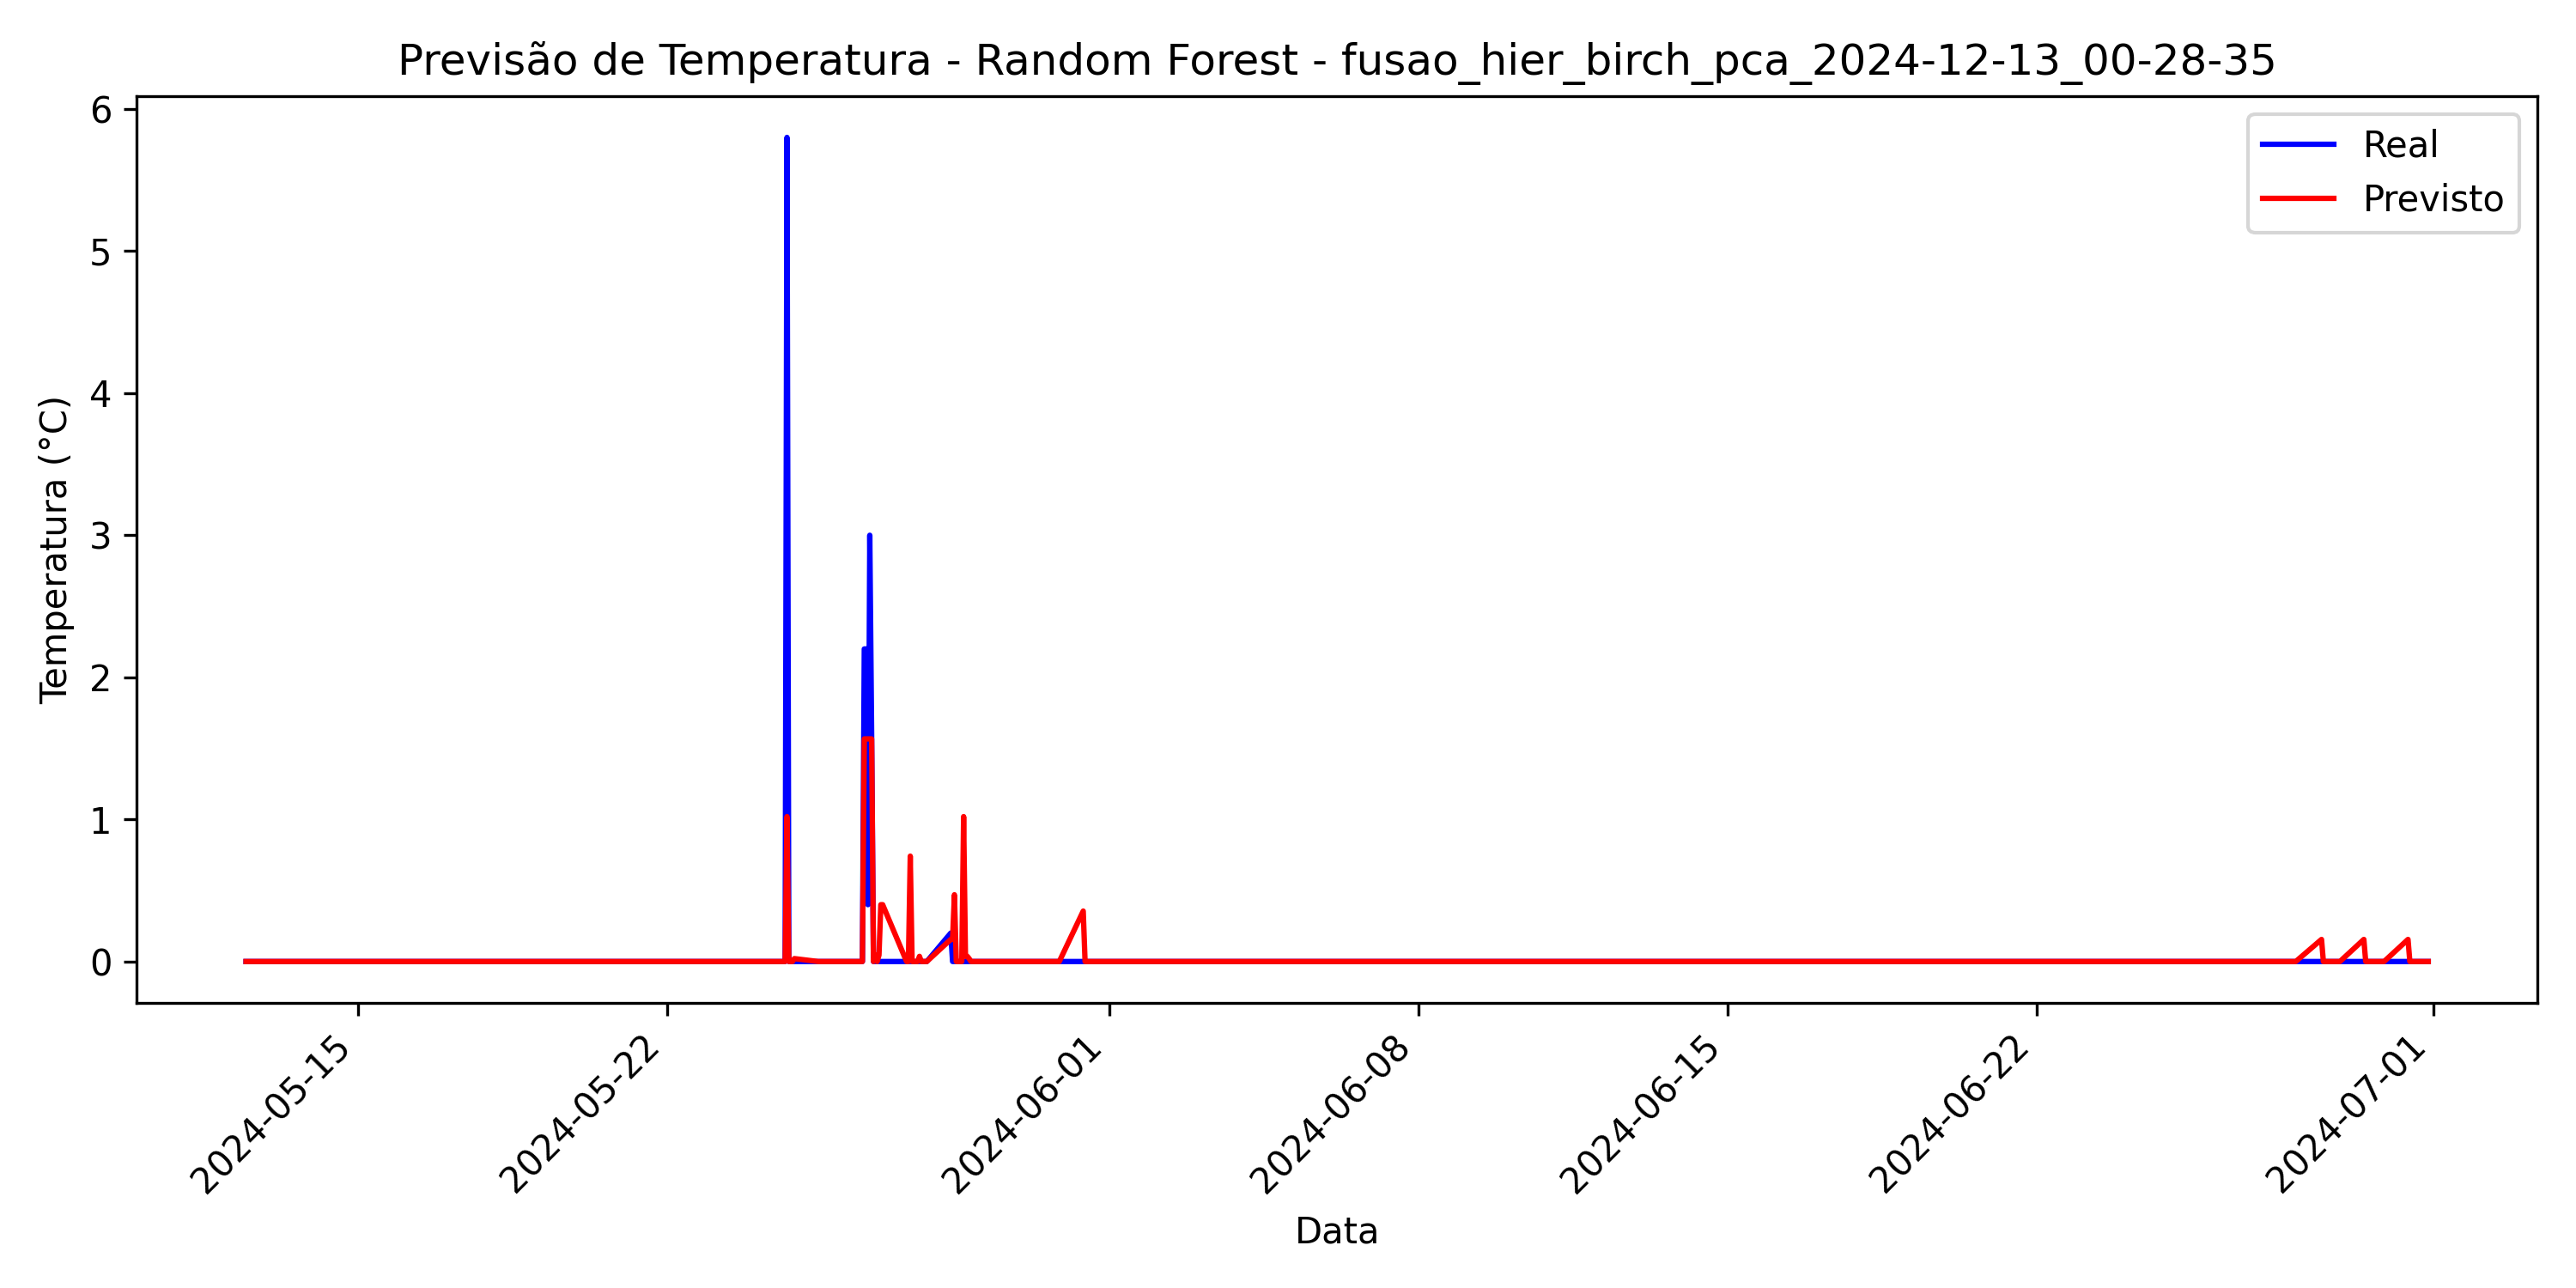 Previsão de Temperatura - Random Forest - fusao_hier_birch_pca_2024-12-13_00-28-35
Real
Previsto
Temperatura (°C)
6
5
4
3
2
1
0
2024-05-15
2024-05-22
2024-06-01
2024-06-08
2024-06-15
2024-06-22
2024-07-01
Data